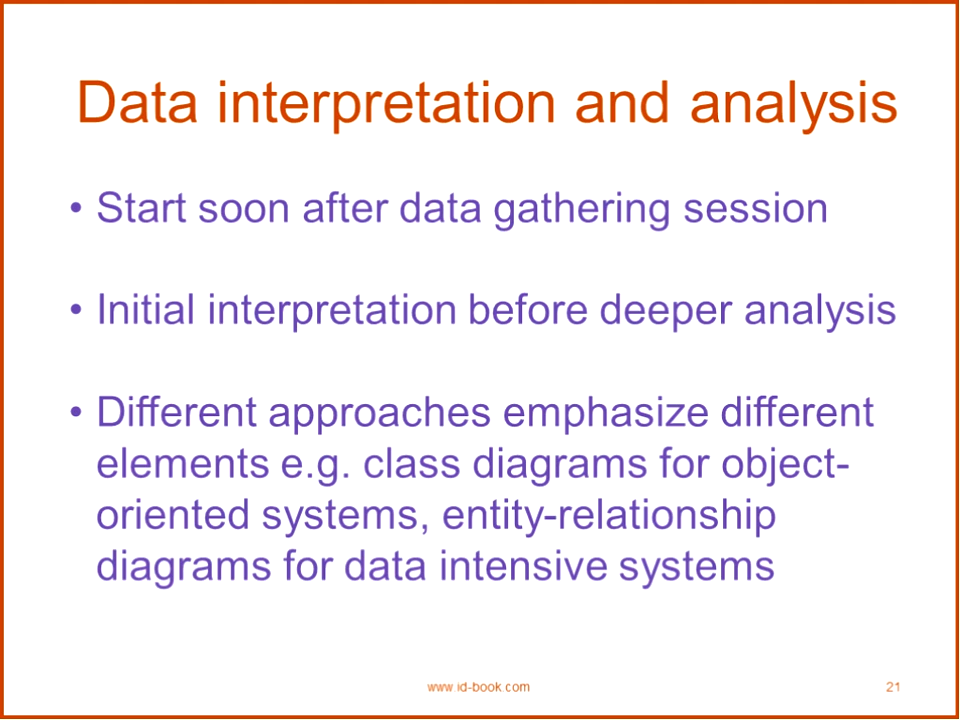 Data interpretation and analysis
• Start soon after data gathering session
• Initial interpretation before deeper analysis
• Different approaches emphasize different
elements e.g. class diagrams for object-
oriented systems, entity-relationship
diagrams for data intensive systems
www.id-book.com
21